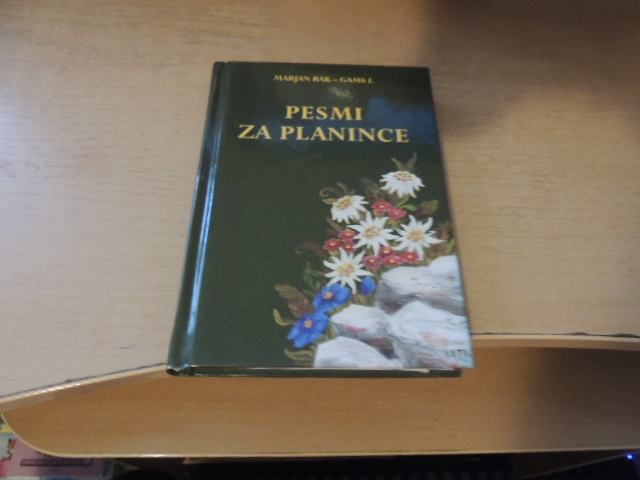 MARJAN RAK – GAMS I.
PESMI
ZA PLANINCE